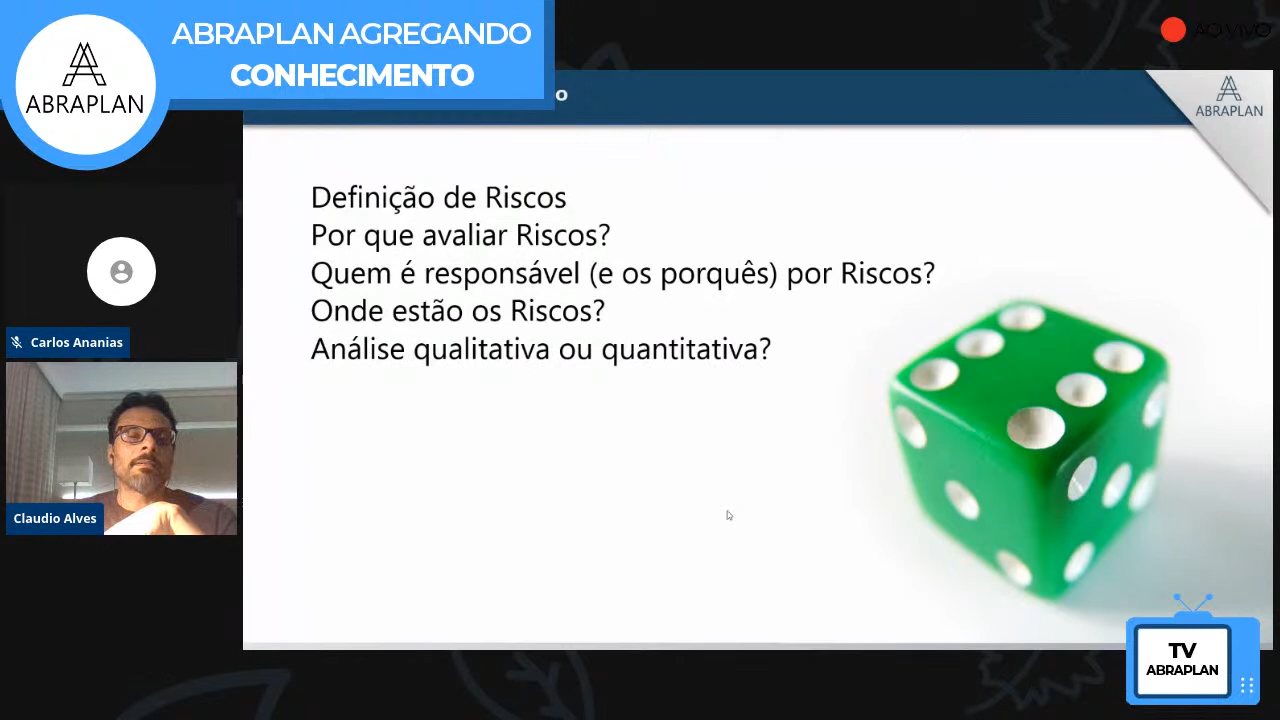 ABRAPLAN AGREGANDO
CONHECIMENTO
ABRAPLAN
AO VIVO
o
ABRAPLAN
Definição de Riscos
Por que avaliar Riscos?
Quem é responsável (e os porquês) por Riscos?
Onde estão os Riscos?
Análise qualitativa ou quantitativa?
Carlos Ananias
Claudio Alves
TV
ABRAPLAN